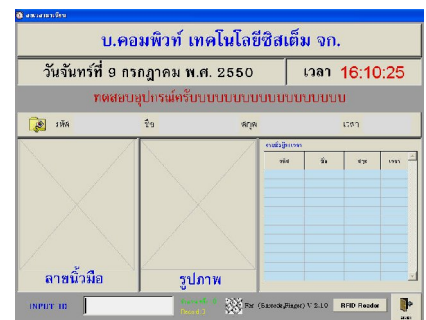 บ.คอมพิวท์ เทคโนโลยีซิสเต็ม จก.
วันจันทร์ที่ 9 กรกฎาคม พ.ศ. 2550 เวลา 16:10:25
ทดสอบอุปกรณ์ครับบบบบบบบบบบบบบบบบ
รหัส ชื่อ สกุล เวลา
รหัส ชื่อ สกุล เวลา
ลายนิ้วมือ รูปภาพ
INPUT ID For (Barcode,Finger) V 2.10 RFID Reader